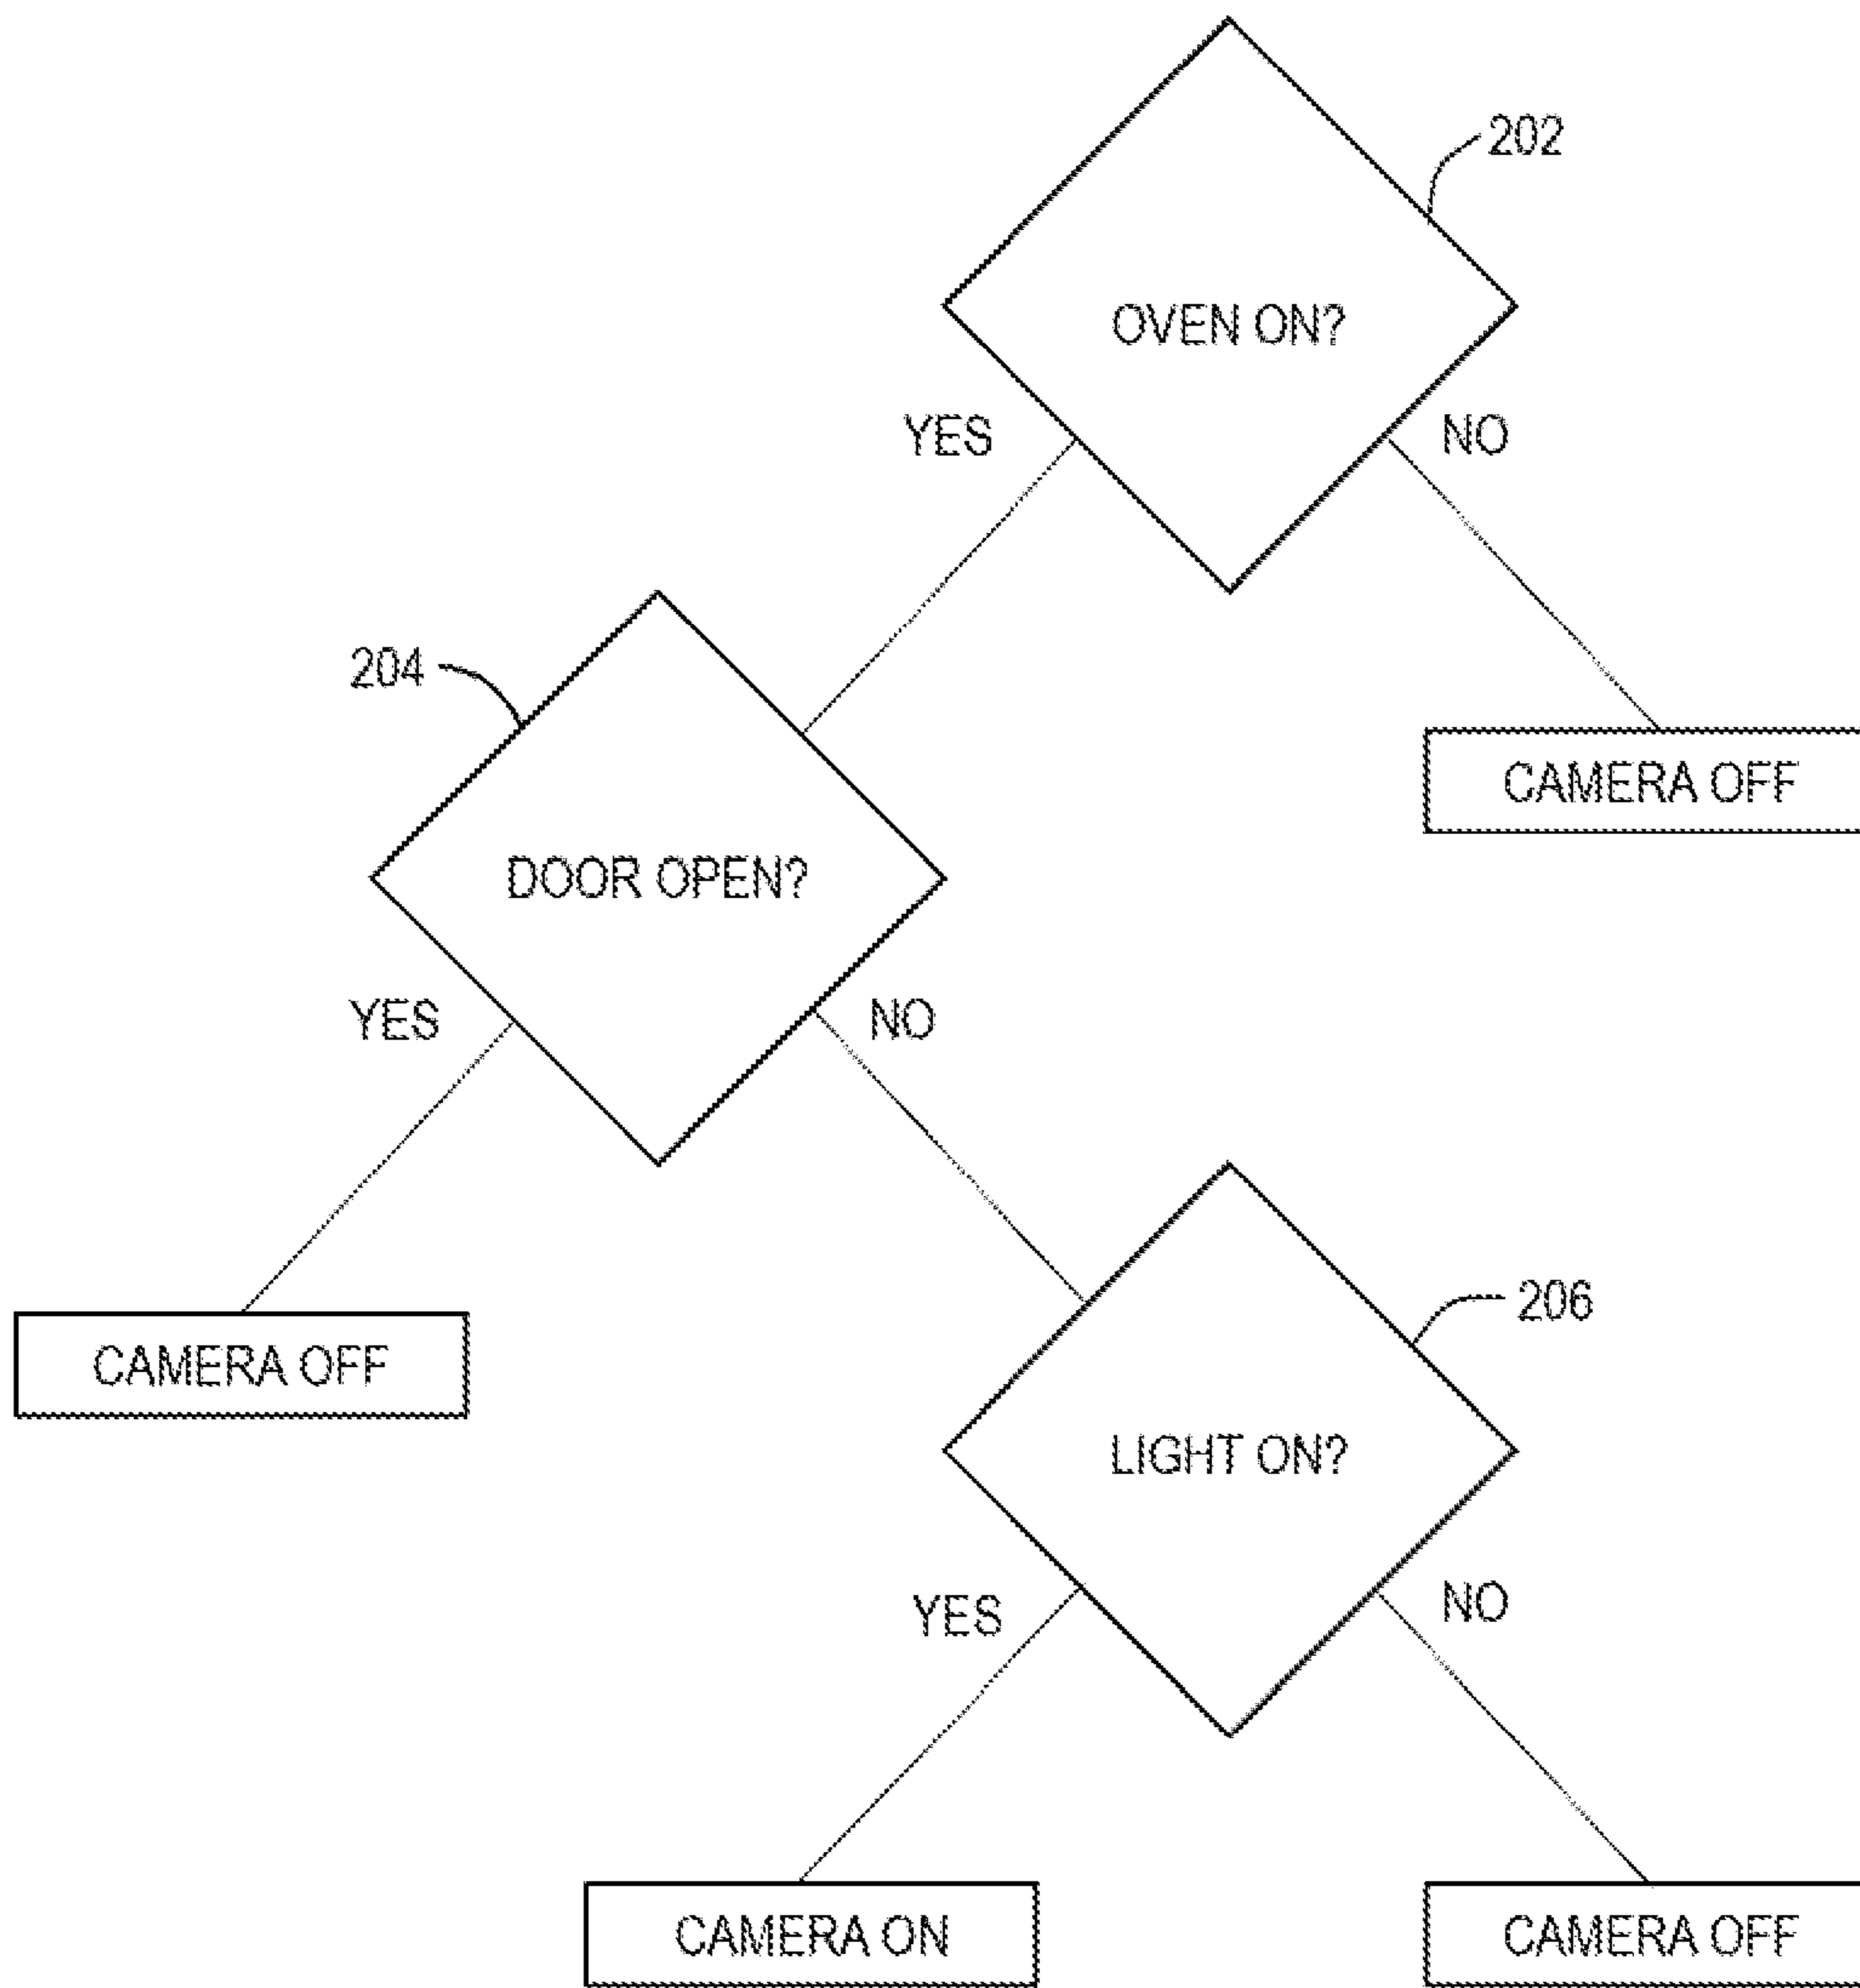 202
OVEN ON?
YES
NO
204
CAMERA OFF
DOOR OPEN?
YES
NO
206
CAMERA OFF
LIGHT ON?
YES
NO
CAMERA ON
CAMERA OFF